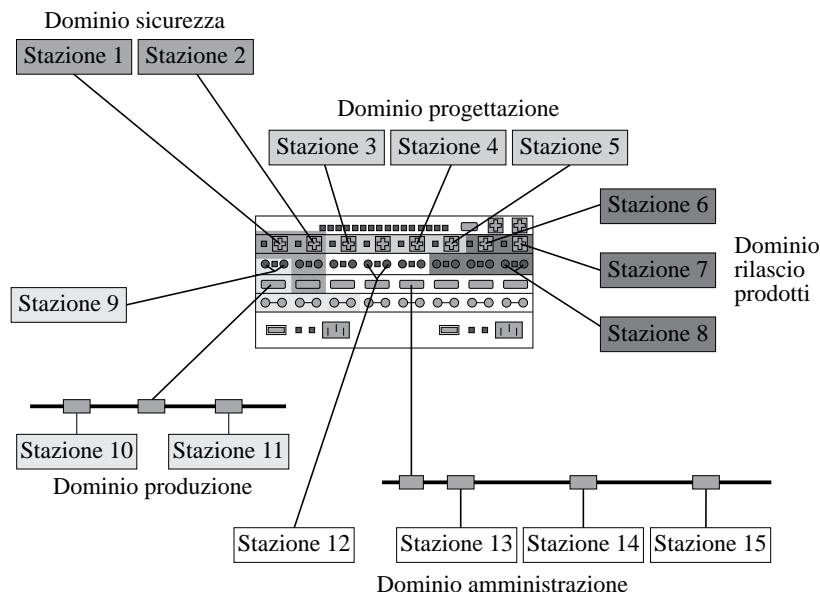 Dominio sicurezza
Stazione 1
Stazione 2
Dominio progettazione
Stazione 3
Stazione 4
Stazione 5
Stazione 6
Stazione 7
Stazione 8
Dominio
rilascio
prodotti
Stazione 9
Stazione 10
Stazione 11
Dominio produzione
Stazione 12
Stazione 13
Stazione 14
Stazione 15
Dominio amministrazione